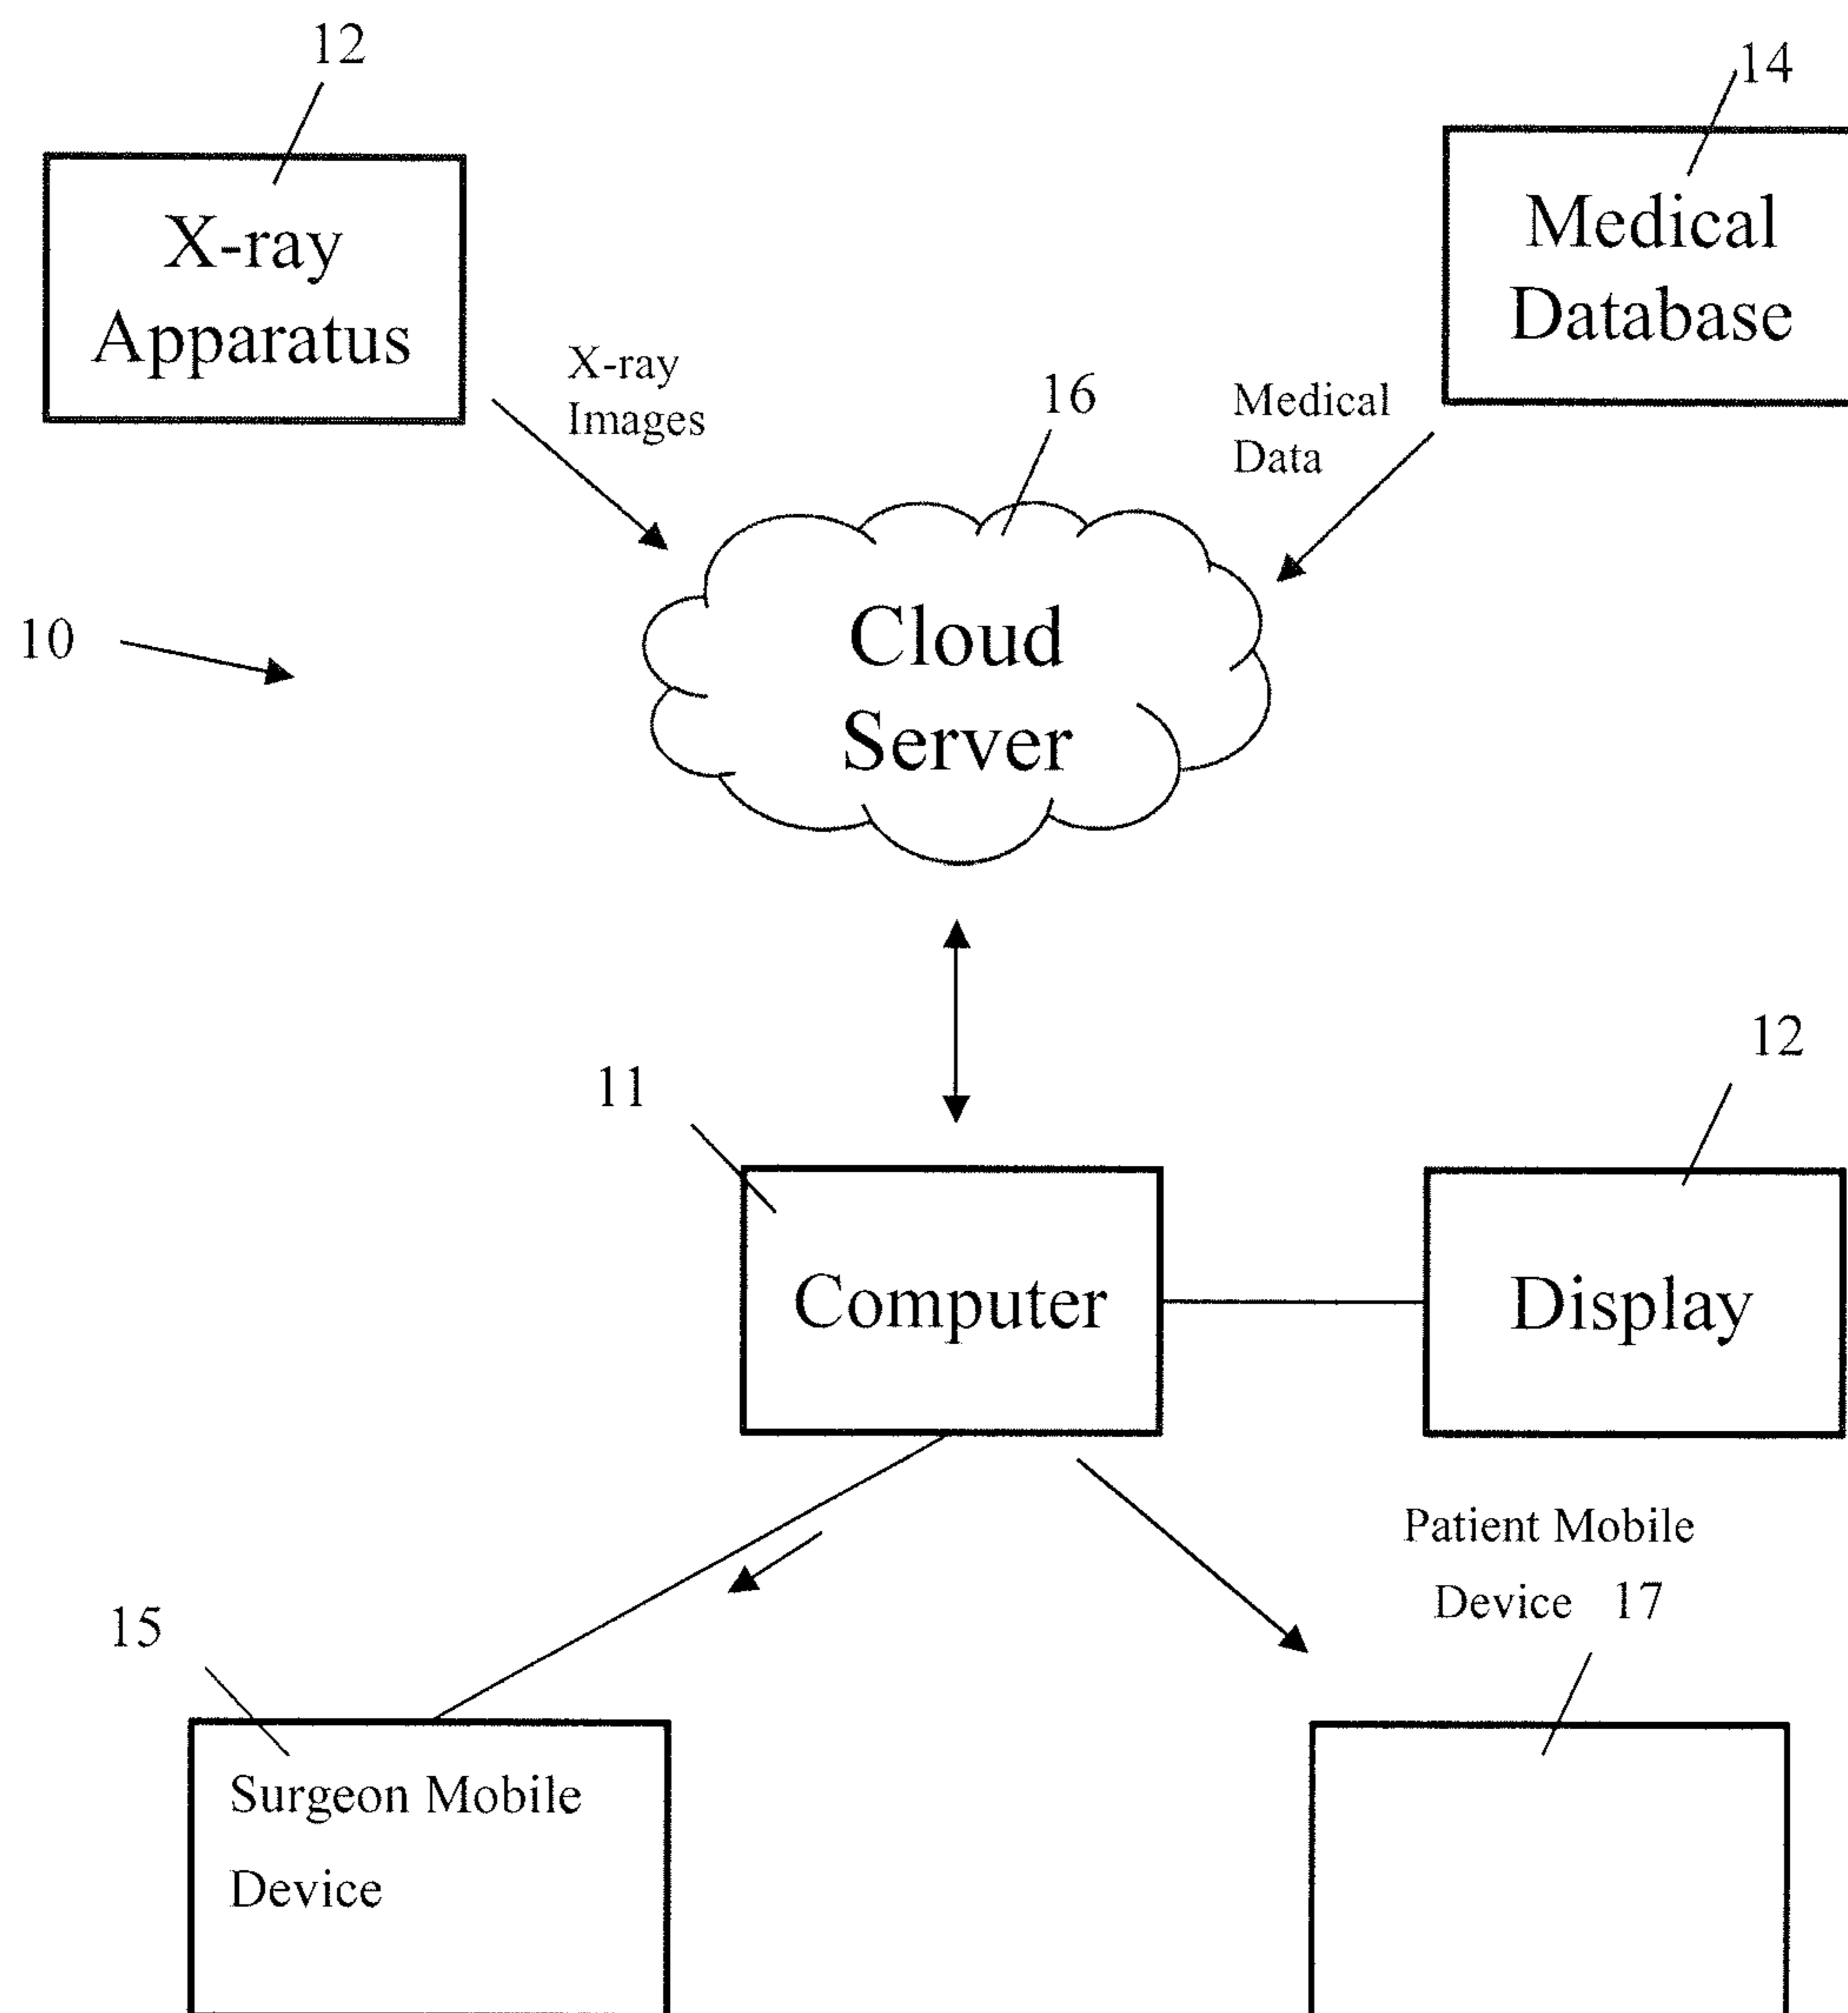 12
14
X-ray
Apparatus
Medical
Database
X-ray
Images
16
Medical
Data
10
Cloud
Server
12
11
Computer
Display
Patient Mobile
Device 17
15
Surgeon Mobile
Device